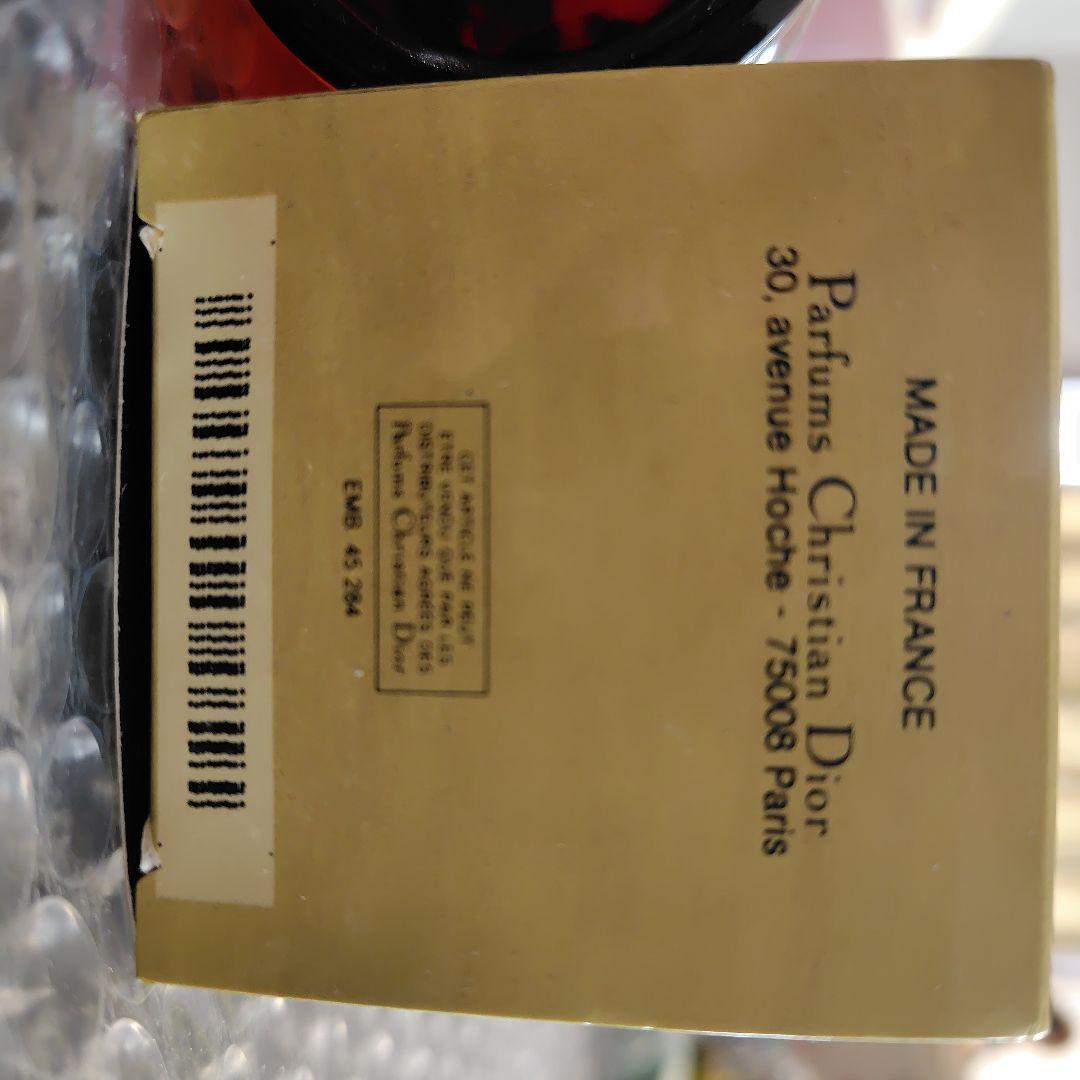 MADE IN FRANCE
Parfums Christian Dior
30, avenue Hoche - 75008 Paris
CET ARTICLE NE PEUT
ETRE VENDU QUE PAR LES
DISTRIBUTEURS AGREES DES
Parfums Christian Dior
EMB 45 284